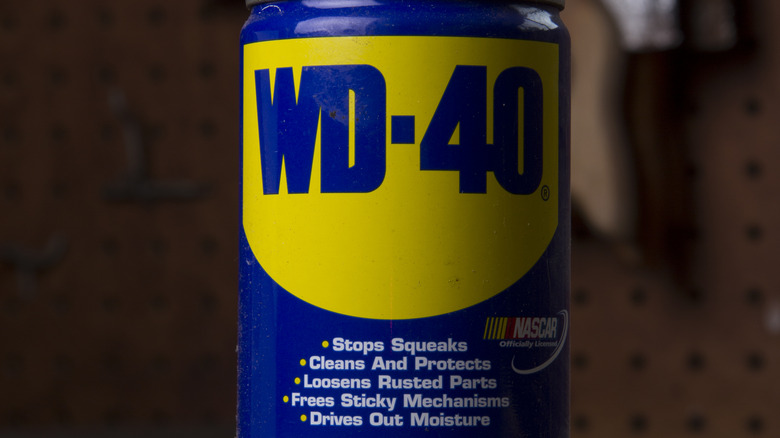 WD-40®
NASCAR
Officially Licensed
• Stops Squeaks
• Cleans And Protects
• Loosens Rusted Parts
• Frees Sticky Mechanisms
• Drives Out Moisture